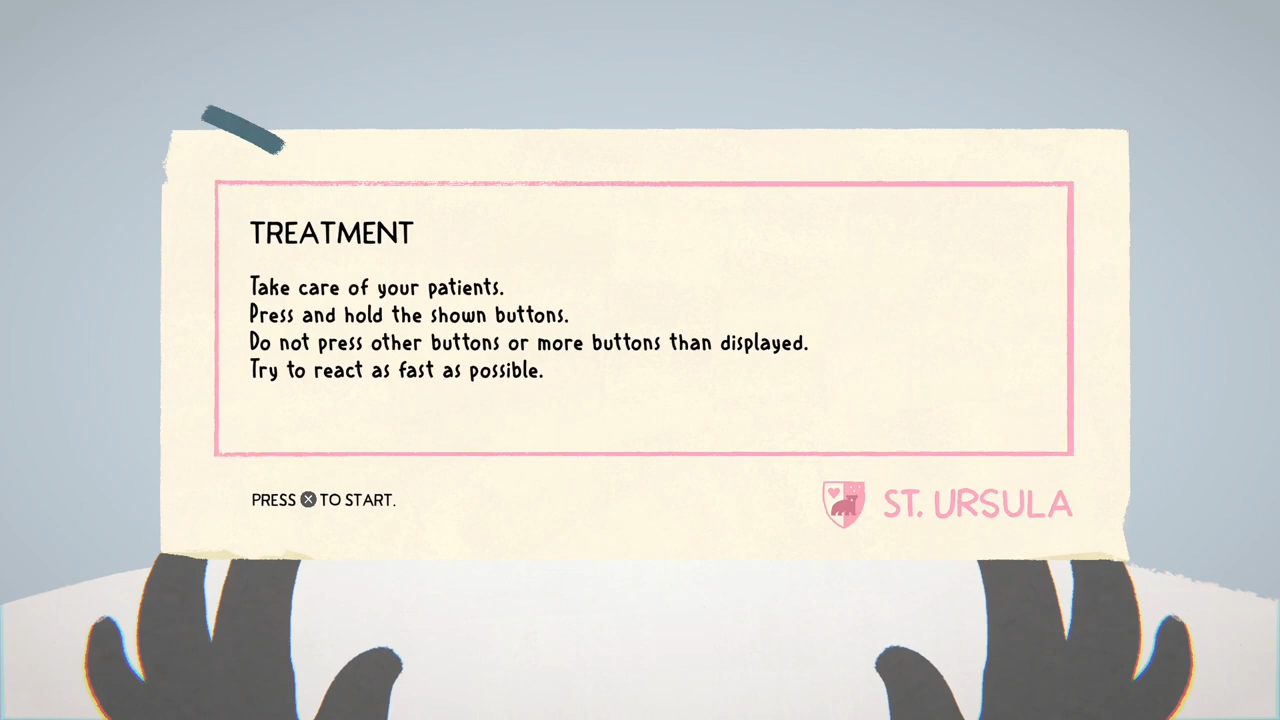 TREATMENT
Take care of your patients.
Press and hold the shown buttons.
Do not press other buttons or more buttons than displayed.
Try to react as fast as possible.
PRESS ⊗ TO START.
ST. URSULA